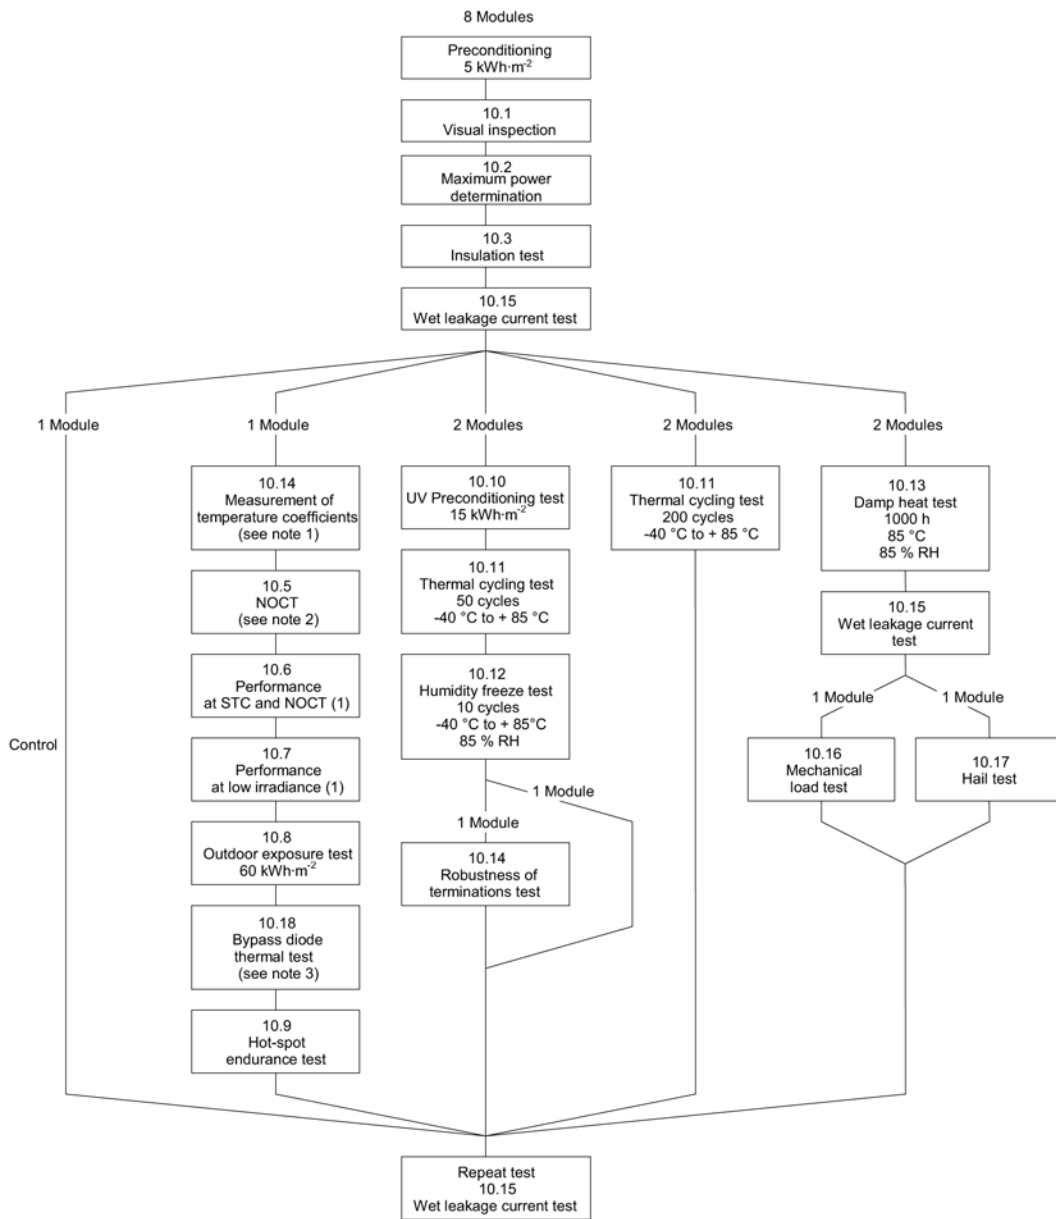 8 Modules
Preconditioning
5 kWh·m-2
10.1
Visual inspection
10.2
Maximum power
determination
10.3
Insulation test
10.15
Wet leakage current test
1 Module
1 Module
2 Modules
2 Modules
2 Modules
Control
10.14
Measurement of
temperature coefficients
(see note 1)
10.5
NOCT
(see note 2)
10.6
Performance
at STC and NOCT (1)
10.7
Performance
at low irradiance (1)
10.8
Outdoor exposure test
60 kWh·m-2
10.18
Bypass diode
thermal test
(see note 3)
10.9
Hot-spot
endurance test
10.10
UV Preconditioning test
15 kWh·m-2
10.11
Thermal cycling test
50 cycles
-40 °C to + 85 °C
10.12
Humidity freeze test
10 cycles
-40 °C to + 85°C
85 % RH
1 Module
1 Module
10.14
Robustness of
terminations test
10.11
Thermal cycling test
200 cycles
-40 °C to + 85 °C
10.13
Damp heat test
1000 h
85 °C
85 % RH
10.15
Wet leakage current
test
1 Module
1 Module
10.16
Mechanical
load test
10.17
Hail test
Repeat test
10.15
Wet leakage current test